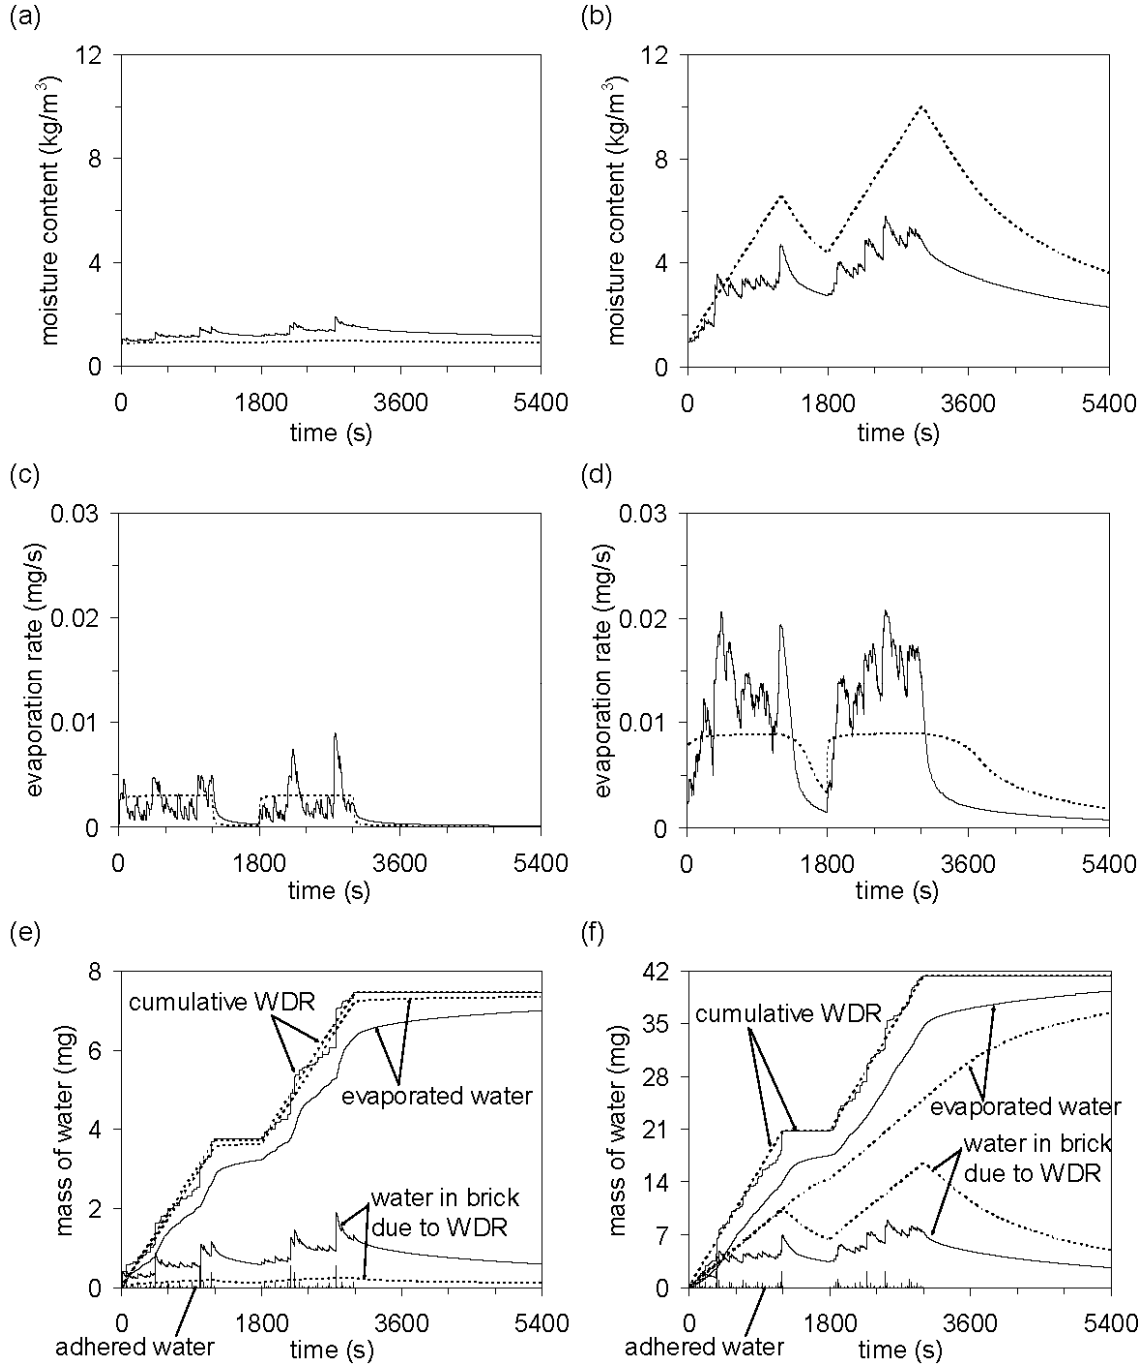 (a)
moisture content (kg/m³)
12
8
4
0
0 1800 3600 5400
time (s)
(b)
moisture content (kg/m³)
12
8
4
0
0 1800 3600 5400
time (s)
(c)
evaporation rate (mg/s)
0.03
0.02
0.01
0
0 1800 3600 5400
time (s)
(d)
evaporation rate (mg/s)
0.03
0.02
0.01
0
0 1800 3600 5400
time (s)
(e)
mass of water (mg)
8
6
4
2
0
cumulative WDR
evaporated water
water in brick
due to WDR
0 1800 3600 5400
adhered water
time (s)
(f)
mass of water (mg)
42
35
28
21
14
7
0
cumulative WDR
evaporated water
water in brick
due to WDR
0 1800 3600 5400
adhered water
time (s)